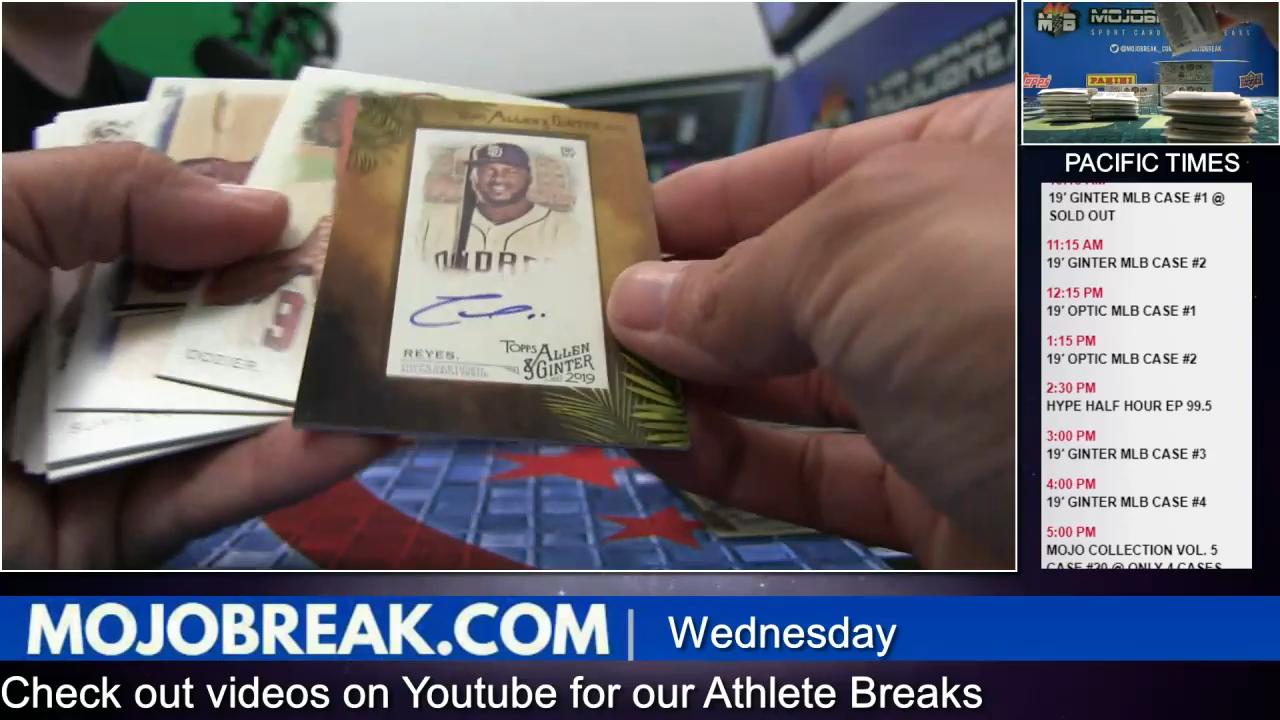 TOPPS ALLEN & GINTER
SD
REYES.
TOPPS ALLEN
& GINTER
2019
DOZIER.
MB
SPORT
@MOJOBREAK
MOJOBREAK
TOPPS
PANINI
PACIFIC TIMES
19' GINTER MLB CASE #1 @
SOLD OUT
11:15 AM
19' GINTER MLB CASE #2
12:15 PM
19' OPTIC MLB CASE #1
1:15 PM
19' OPTIC MLB CASE #2
2:30 PM
HYPE HALF HOUR EP 99.5
3:00 PM
19' GINTER MLB CASE #3
4:00 PM
19' GINTER MLB CASE #4
5:00 PM
MOJO COLLECTION VOL. 5
CASE #20 @ ONLY 4 CASES
MOJOBREAK.COM | Wednesday
Check out videos on Youtube for our Athlete Breaks